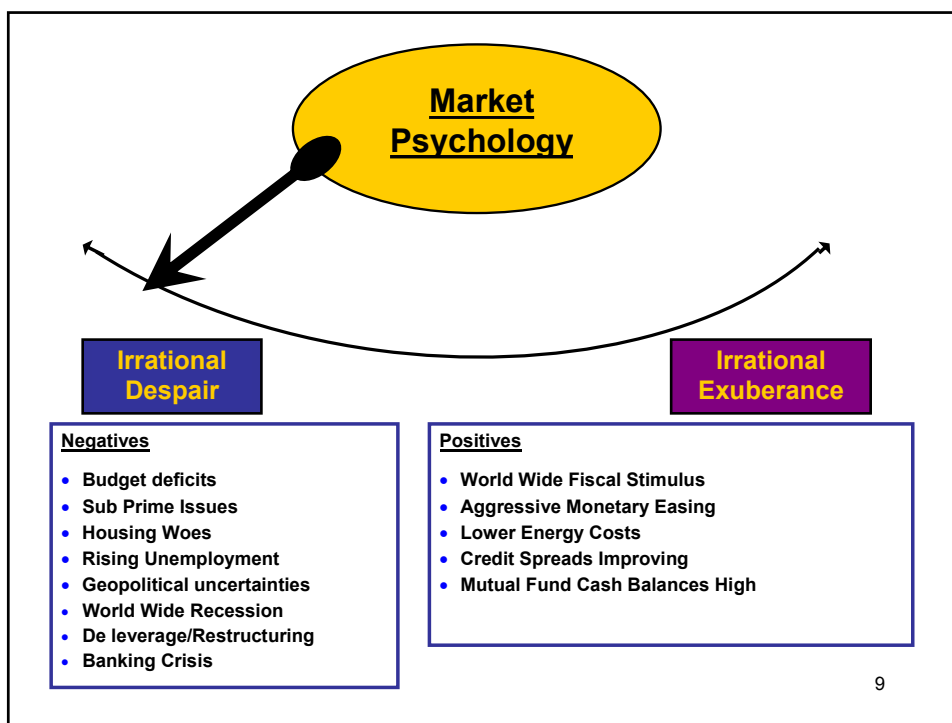 Market
Psychology
Irrational
Despair
Irrational
Exuberance
Negatives
• Budget deficits
• Sub Prime Issues
• Housing Woes
• Rising Unemployment
• Geopolitical uncertainties
• World Wide Recession
• De leverage/Restructuring
• Banking Crisis
Positives
• World Wide Fiscal Stimulus
• Aggressive Monetary Easing
• Lower Energy Costs
• Credit Spreads Improving
• Mutual Fund Cash Balances High
9